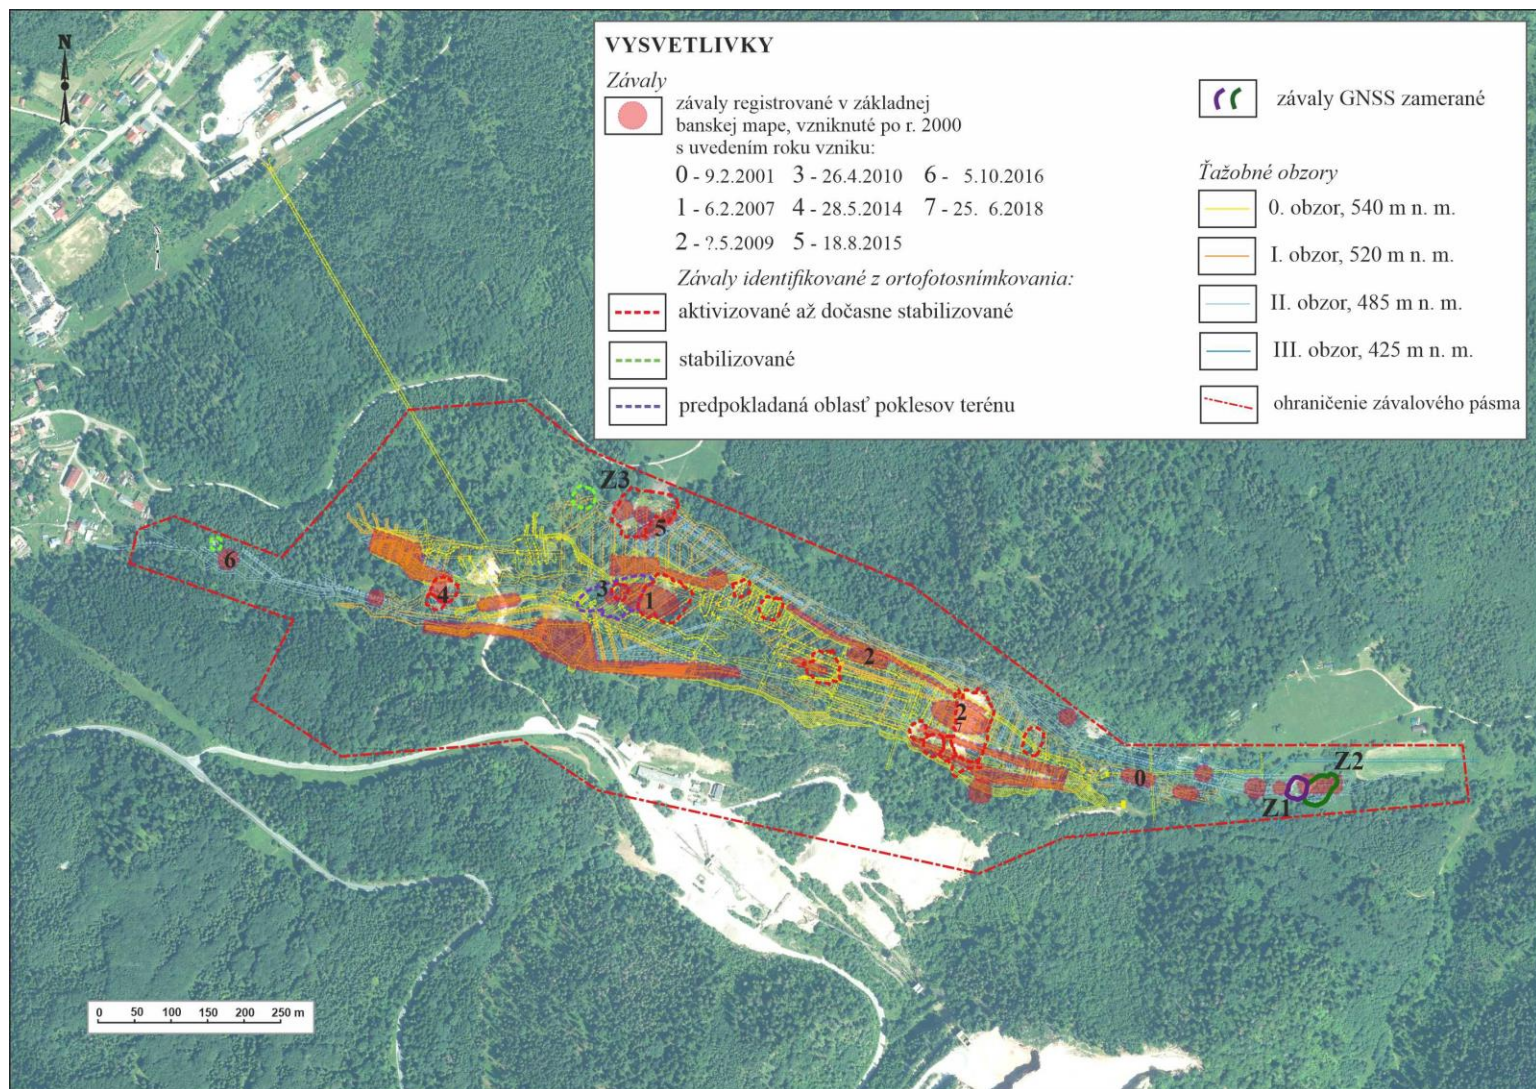 N
VYSVETLIVKY
Závaly
závaly registrované v základnej
banskej mape, vzniknuté po r. 2000
s uvedením roku vzniku:
0 - 9.2.2001 3 - 26.4.2010 6 - 5.10.2016
1 - 6.2.2007 4 - 28.5.2014 7 - 25. 6.2018
2 - ?.5.2009 5 - 18.8.2015
Závaly identifikované z ortofotosnímkovania:
aktivizované až dočasne stabilizované
stabilizované
predpokladaná oblasť poklesov terénu
závaly GNSS zamerané
Ťažobné obzory
0. obzor, 540 m n. m.
I. obzor, 520 m n. m.
II. obzor, 485 m n. m.
III. obzor, 425 m n. m.
ohraničenie závalového pásma
Z3
5
6
4
3
1
2
2
7
0
Z2
Z1
0 50 100 150 200 250 m